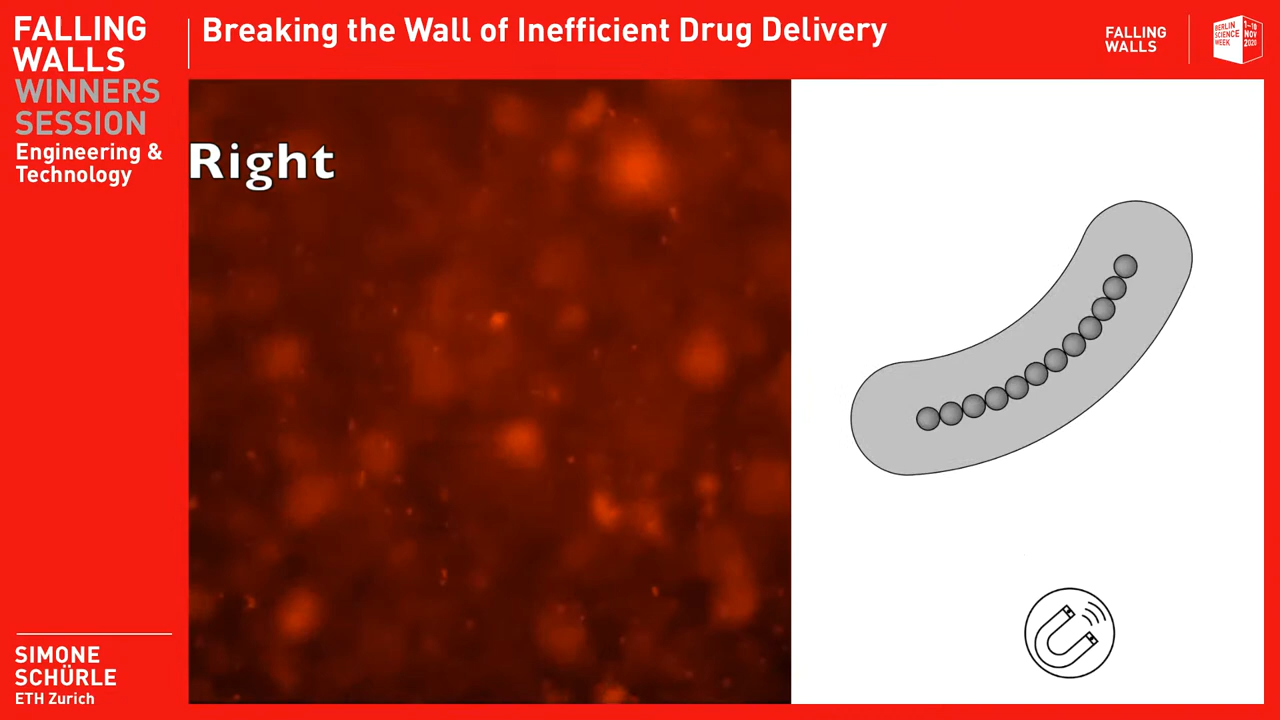 FALLING
WALLS
WINNERS
SESSION
Engineering &
Technology
Breaking the Wall of Inefficient Drug Delivery
FALLING
WALLS
BERLIN
SCIENCE
WEEK
1–10
NOV
2020
Right
SIMONE
SCHÜRLE
ETH Zurich